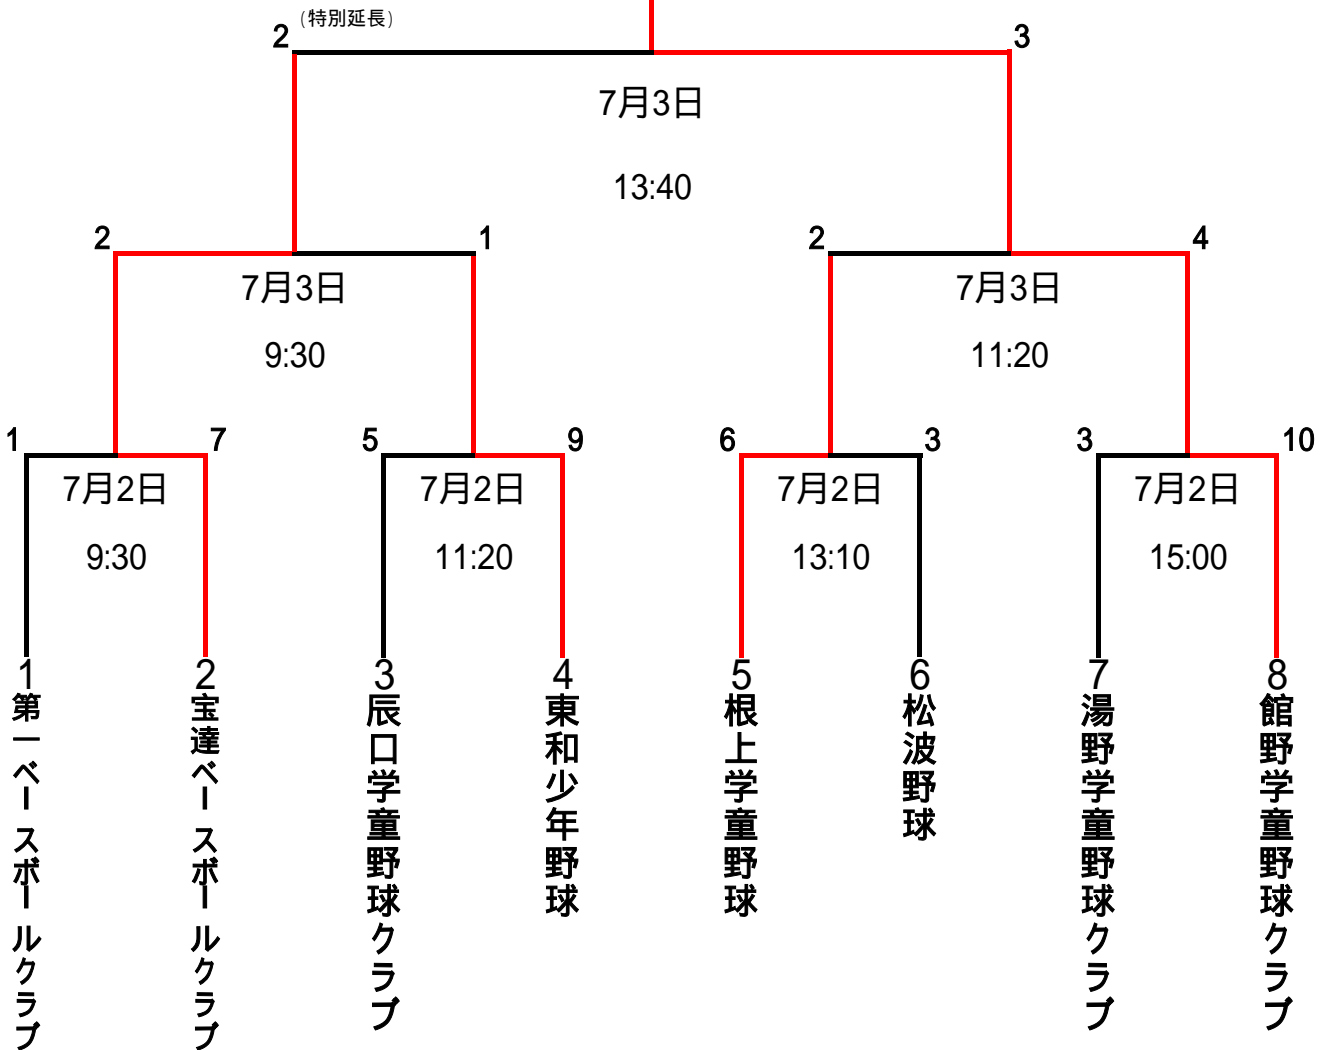 (特別延長)
2
3
7月3日
13:40
2
1
2
4
7月3日
7月3日
9:30
11:20
1
7
5
9
6
3
3
10
7月2日
7月2日
7月2日
7月2日
9:30
11:20
13:10
15:00
1
2
3
4
5
6
7
8
第一ベースボールクラブ
宝達ベースボールクラブ
辰口学童野球クラブ
東和少年野球
根上学童野球
松波野球
湯野学童野球クラブ
館野学童野球クラブ